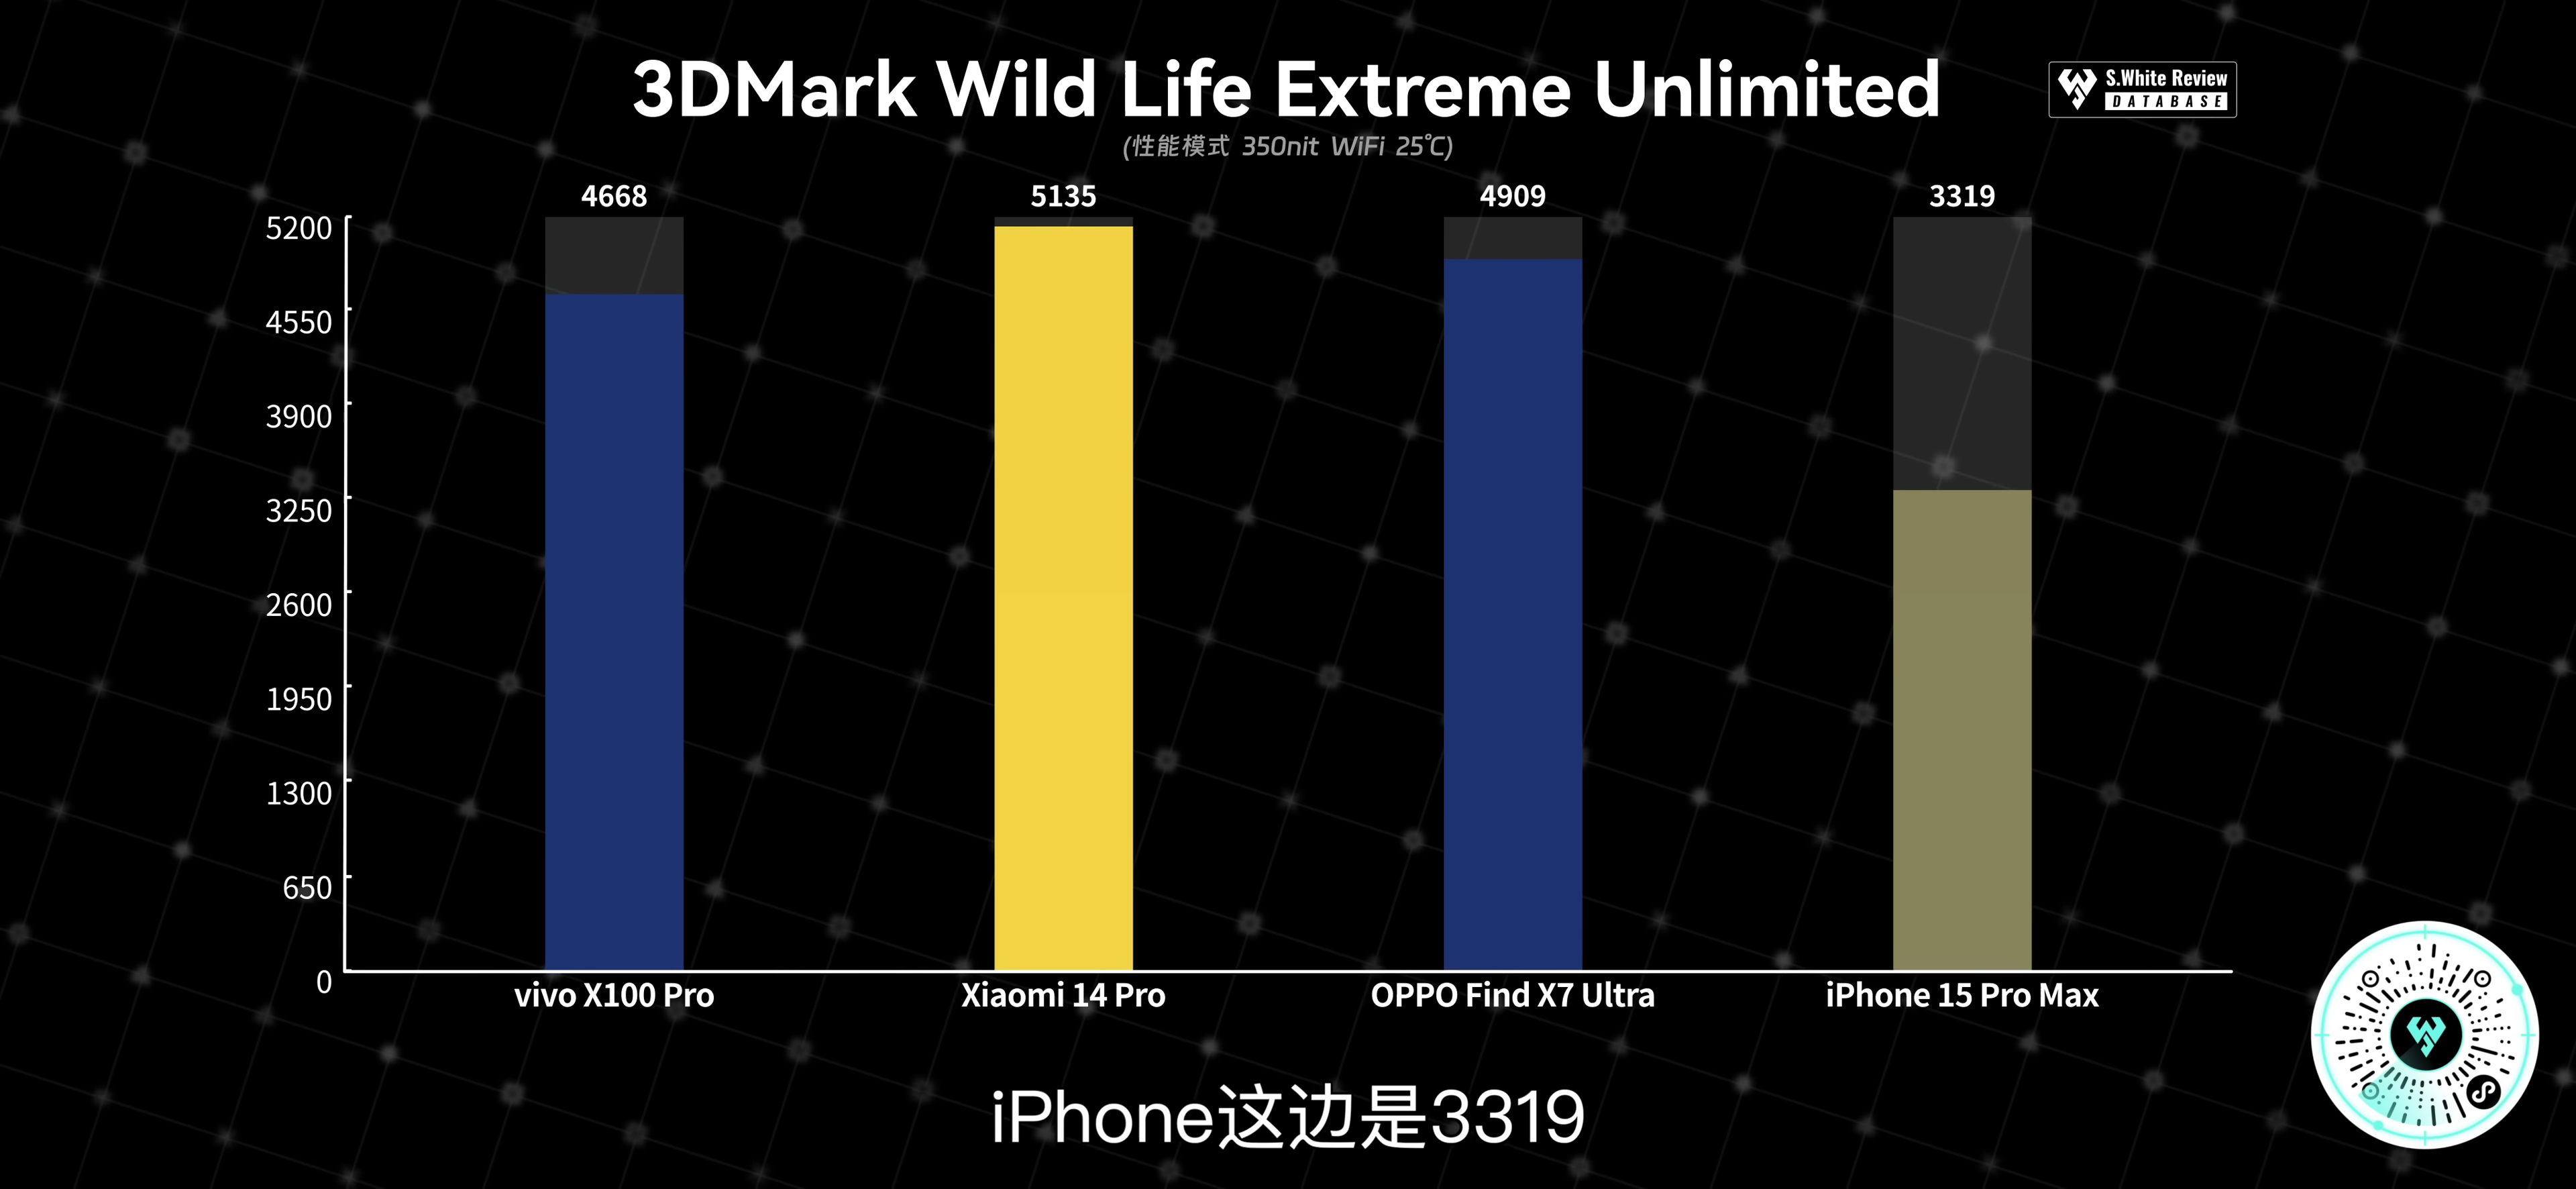 3DMark Wild Life Extreme Unlimited
S.White Review
DATABASE
(性能模式 350nit WiFi 25℃)
4668
5135
4909
3319
5200
4550
3900
3250
2600
1950
1300
650
0
vivo X100 Pro
Xiaomi 14 Pro
OPPO Find X7 Ultra
iPhone 15 Pro Max
iPhone这边是3319